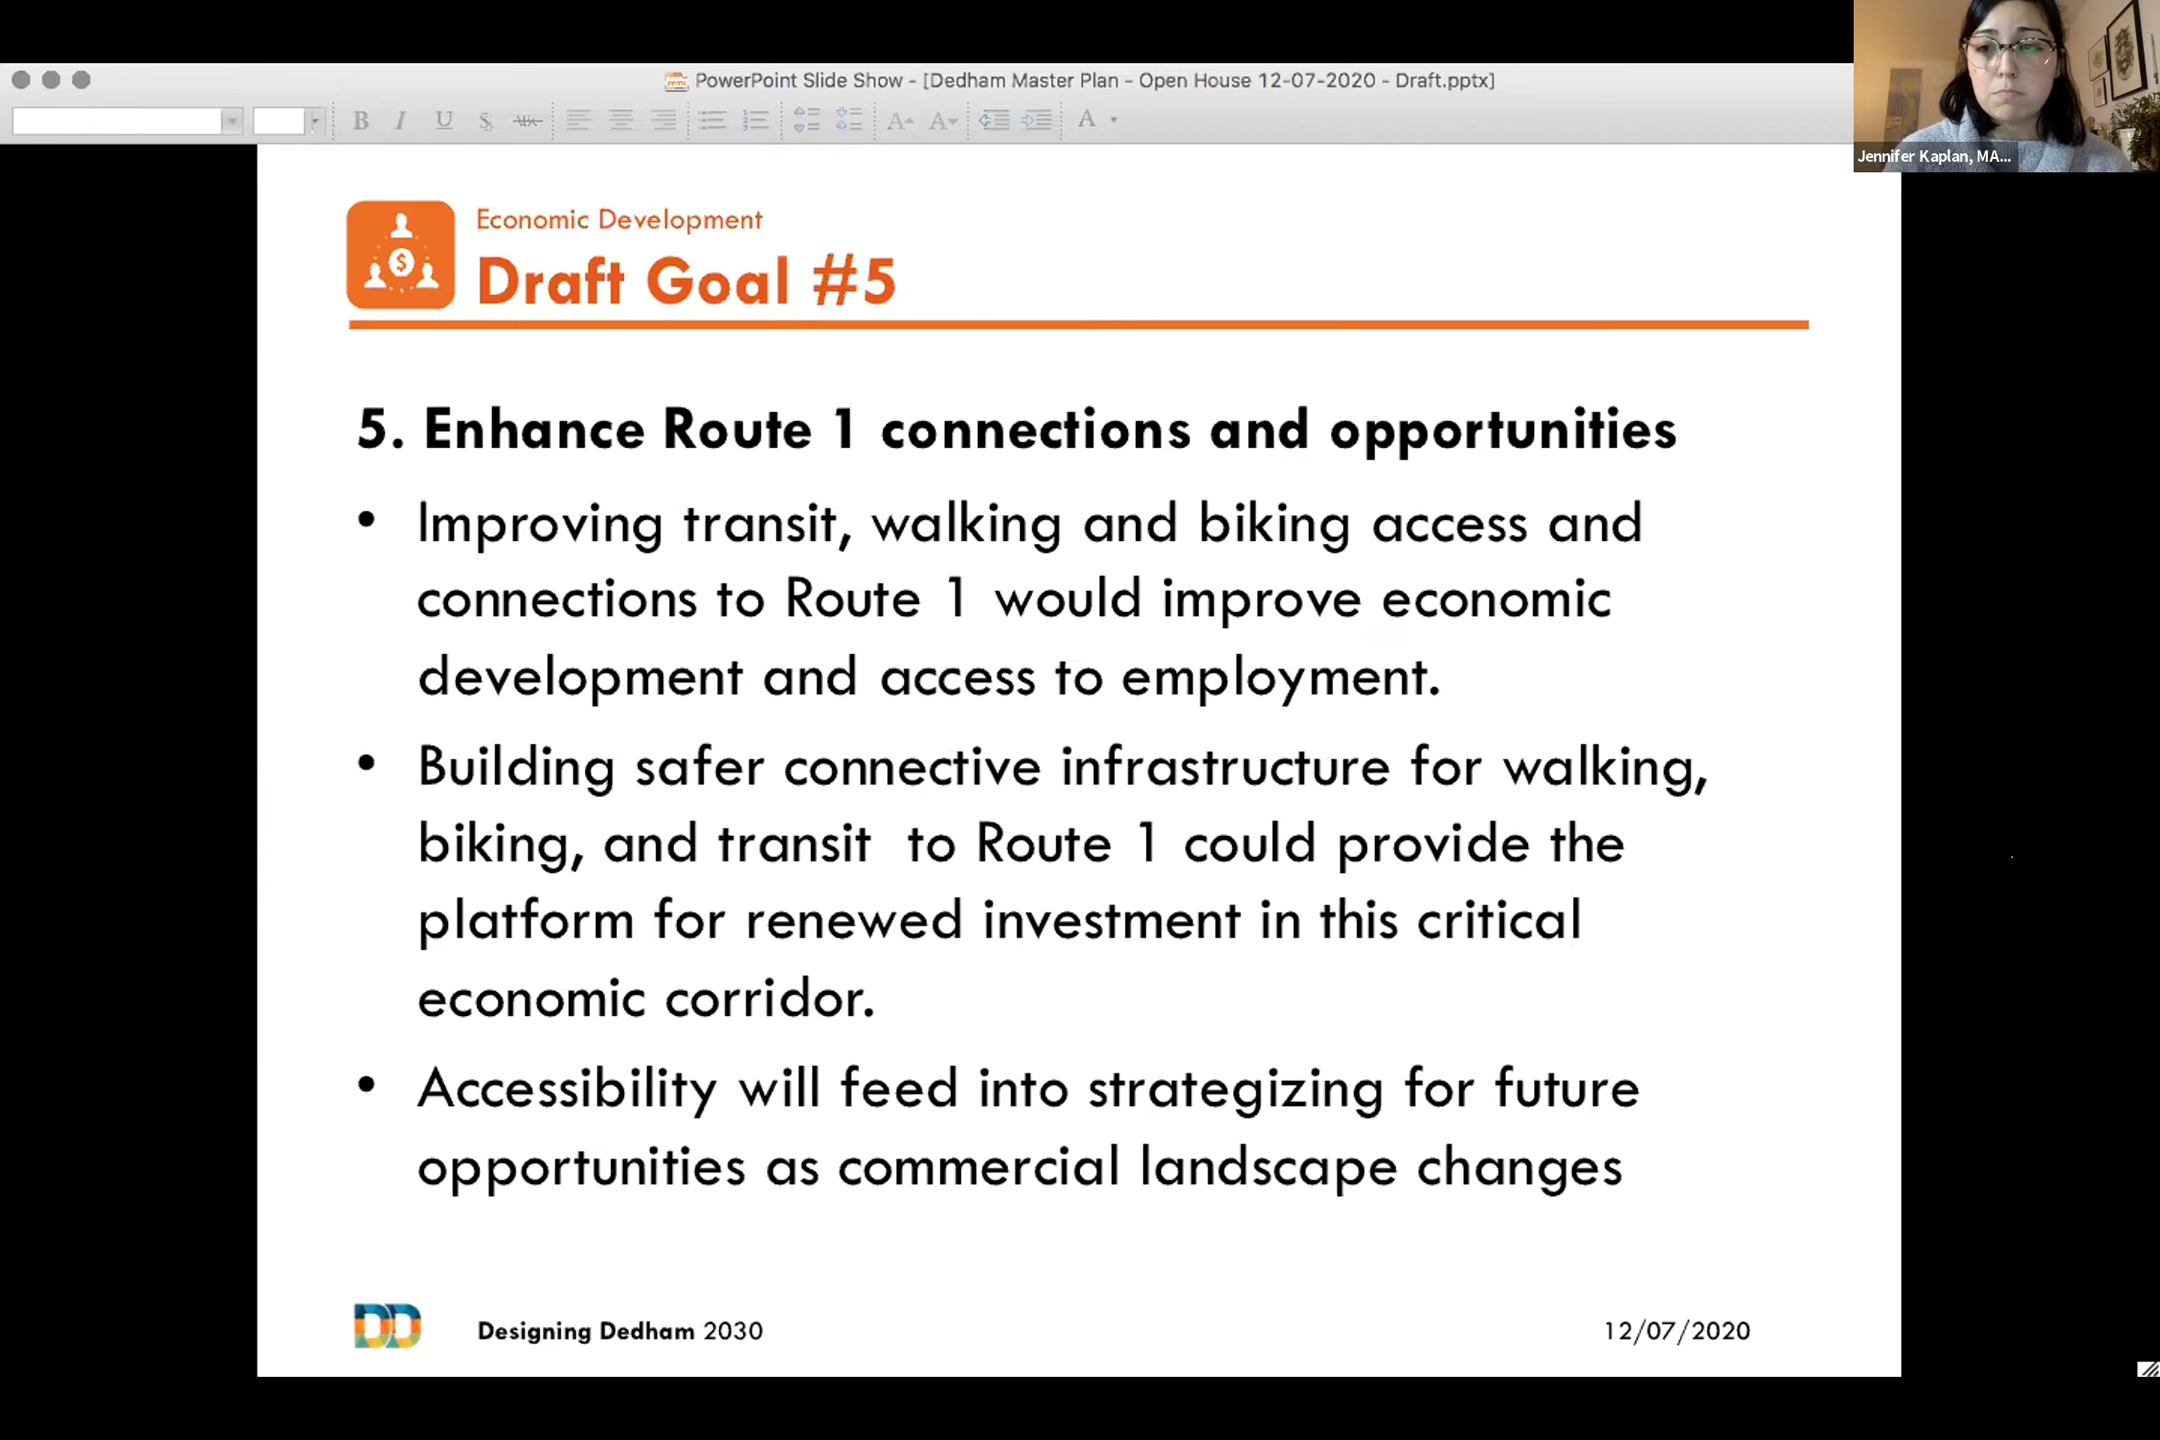 PowerPoint Slide Show - [Dedham Master Plan - Open House 12-07-2020 - Draft.pptx]
B I U S ABC A A A
Jennifer Kaplan, MA...
Economic Development
Draft Goal #5
5. Enhance Route 1 connections and opportunities
• Improving transit, walking and biking access and
connections to Route 1 would improve economic
development and access to employment.
• Building safer connective infrastructure for walking,
biking, and transit  to Route 1 could provide the
platform for renewed investment in this critical
economic corridor.
• Accessibility will feed into strategizing for future
opportunities as commercial landscape changes
DD Designing Dedham 2030 12/07/2020